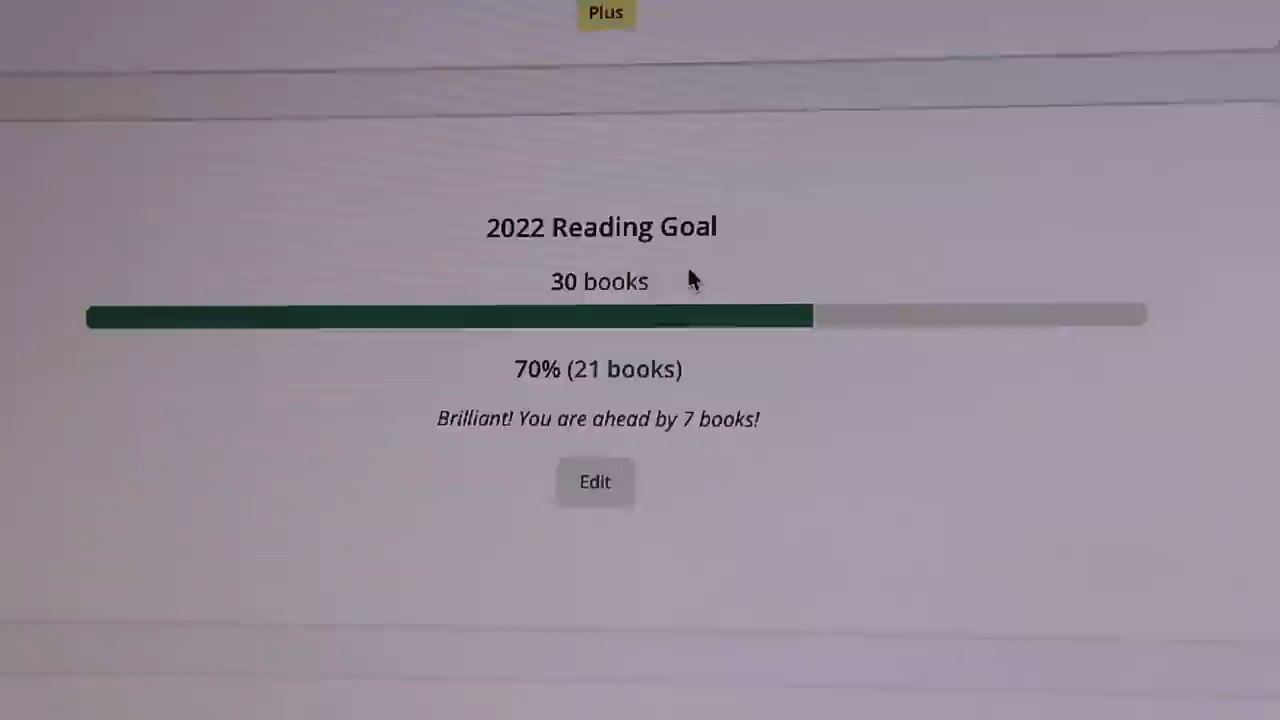 Plus
2022 Reading Goal
30 books
70% (21 books)
Brilliant! You are ahead by 7 books!
Edit